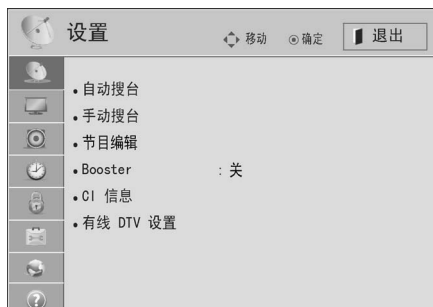 设置 移动 确定 退出
• 自动搜台
• 手动搜台
• 节目编辑
• Booster : 关
• CI 信息
• 有线 DTV 设置